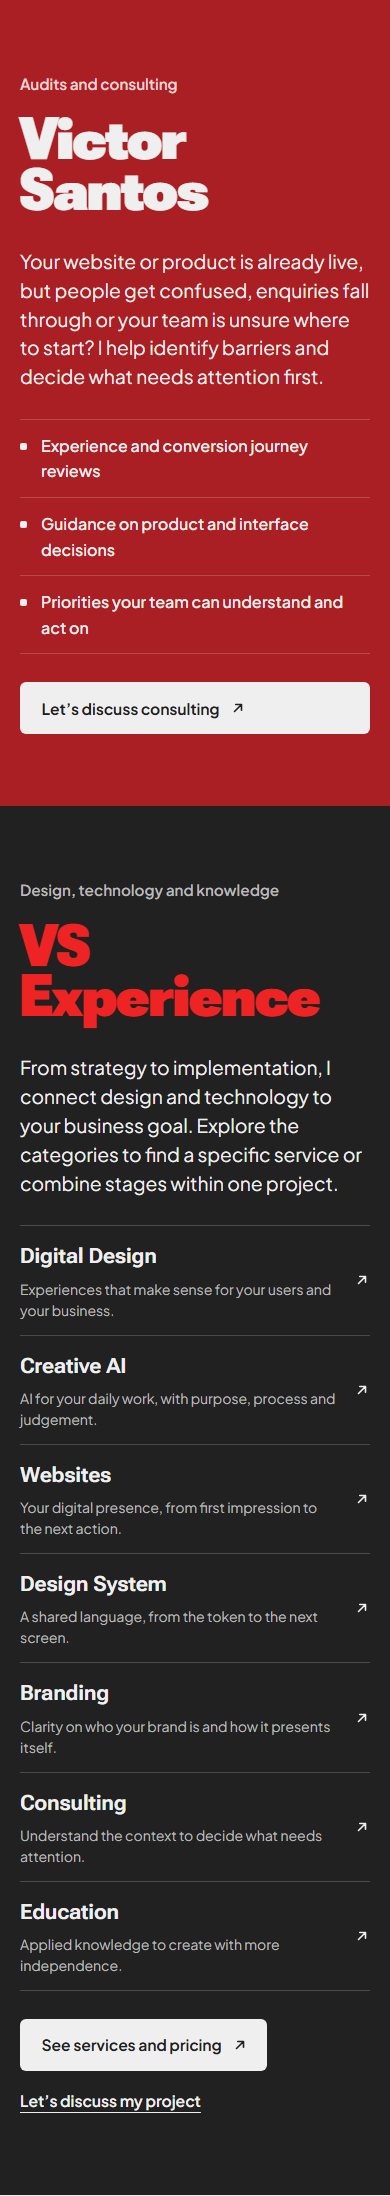 Audits and consulting
Victor
Santos
Your website or product is already live,
but people get confused, enquiries fall
through or your team is unsure where
to start? I help identify barriers and
decide what needs attention first.
Experience and conversion journey
reviews
Guidance on product and interface
decisions
Priorities your team can understand and
act on
Let’s discuss consulting
Design, technology and knowledge
VS
Experience
From strategy to implementation, I
connect design and technology to
your business goal. Explore the
categories to find a specific service or
combine stages within one project.
Digital Design
Experiences that make sense for your users and
your business.
Creative AI
AI for your daily work, with purpose, process and
judgement.
Websites
Your digital presence, from first impression to
the next action.
Design System
A shared language, from the token to the next
screen.
Branding
Clarity on who your brand is and how it presents
itself.
Consulting
Understand the context to decide what needs
attention.
Education
Applied knowledge to create with more
independence.
See services and pricing
Let’s discuss my project